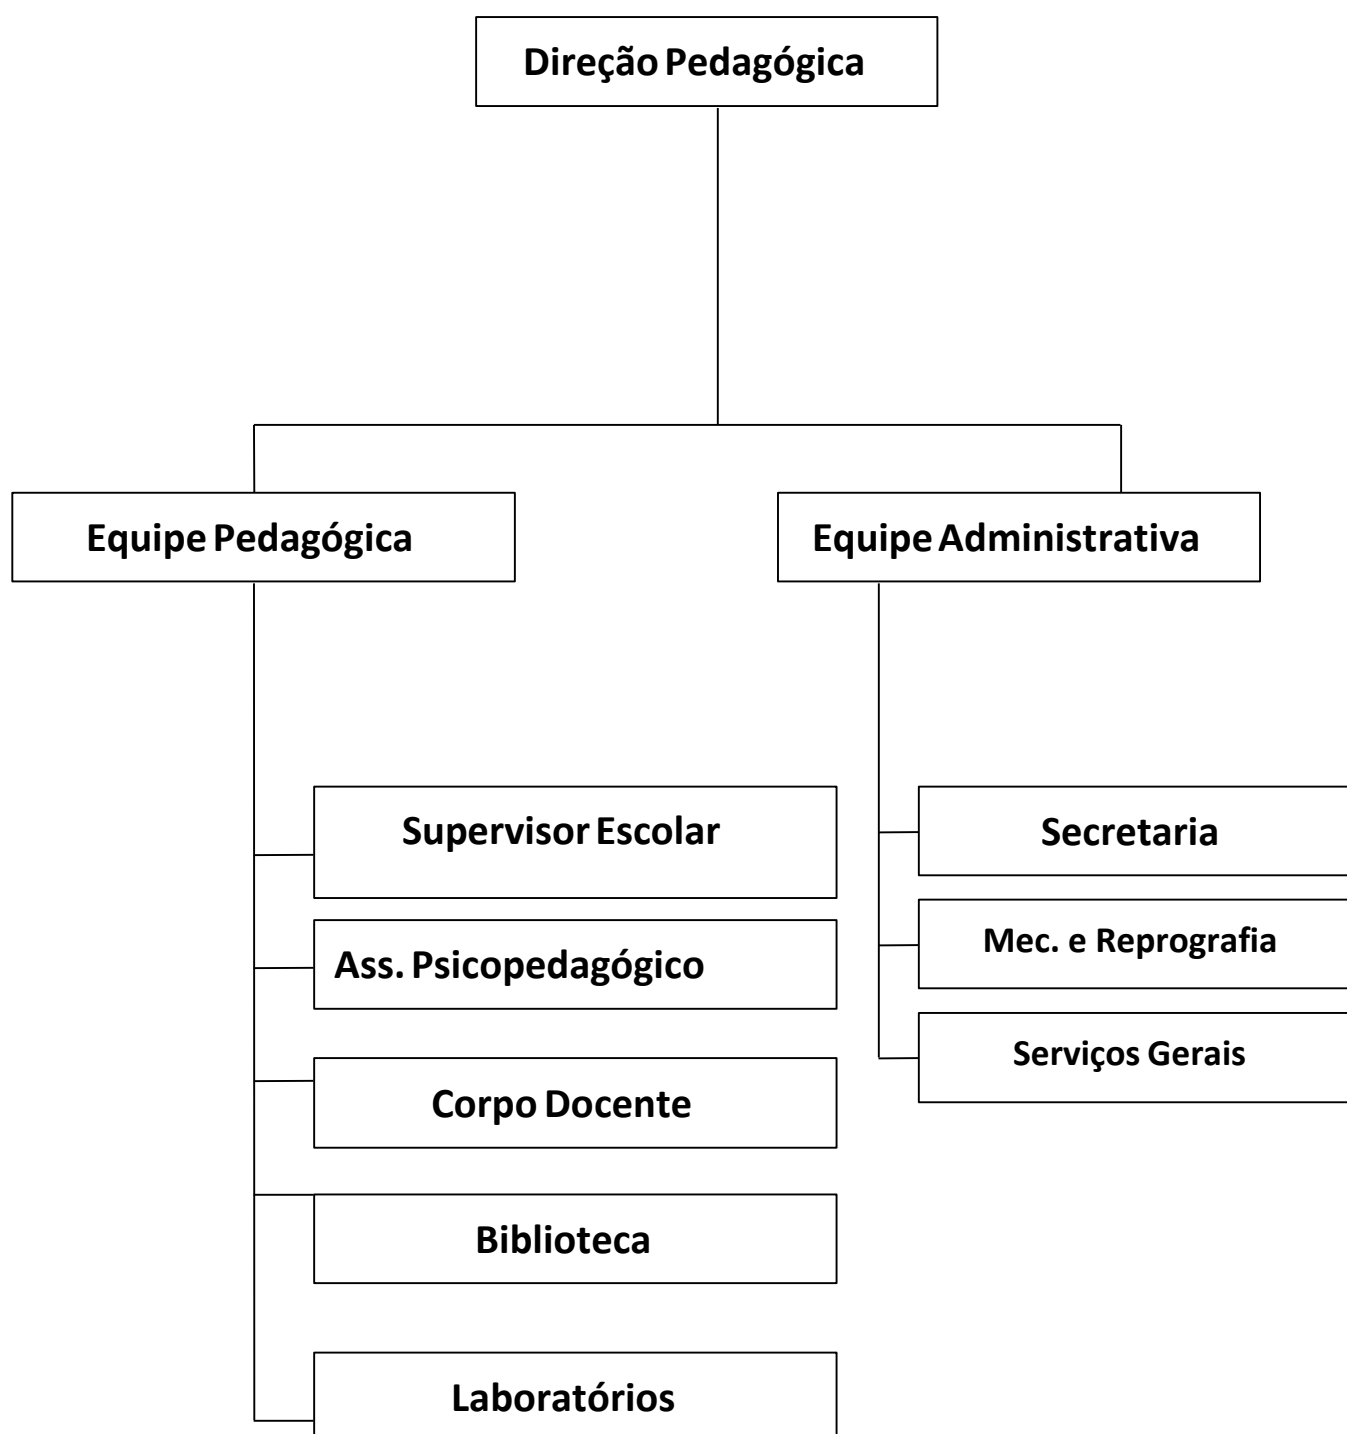 Direção Pedagógica
Equipe Pedagógica
Equipe Administrativa
Supervisor Escolar
Ass. Psicopedagógico
Corpo Docente
Biblioteca
Laboratórios
Secretaria
Mec. e Reprografia
Serviços Gerais